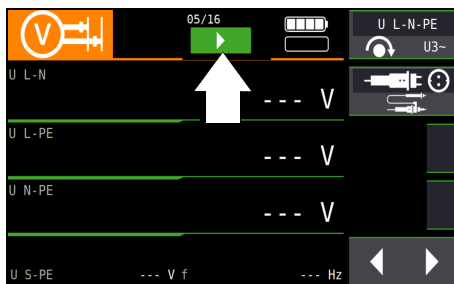 V
05/16
U L-N-PE
U3~
U L-N
--- V
U L-PE
--- V
U N-PE
--- V
U S-PE --- V f --- Hz